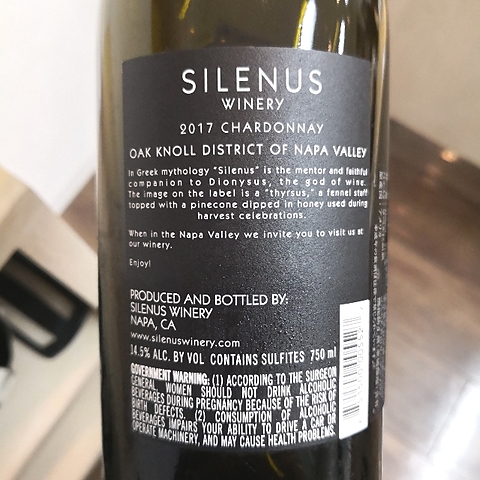 SILENUS
WINERY
2017 CHARDONNAY
OAK KNOLL DISTRICT OF NAPA VALLEY
In Greek mythology "Silenus" is the mentor and faithful
companion to Dionysus, the god of wine.
The image on the label is a "thyrsus," a fennel staff
topped with a pinecone dipped in honey used during
harvest celebrations.
When in the Napa Valley we invite you to visit us at
our winery.
Enjoy!
PRODUCED AND BOTTLED BY:
SILENUS WINERY
NAPA, CA
www.silenuswinery.com
14.5% ALC. BY VOL CONTAINS SULFITES 750 ml
GOVERNMENT WARNING: (1) ACCORDING TO THE SURGEON
GENERAL WOMEN SHOULD NOT DRINK ALCOHOLIC
BEVERAGES DURING PREGNANCY BECAUSE OF THE RISK OF
BIRTH DEFECTS. (2) CONSUMPTION OF ALCOHOLIC
BEVERAGES IMPAIRS YOUR ABILITY TO DRIVE A CAR OR
OPERATE MACHINERY, AND MAY CAUSE HEALTH PROBLEMS.